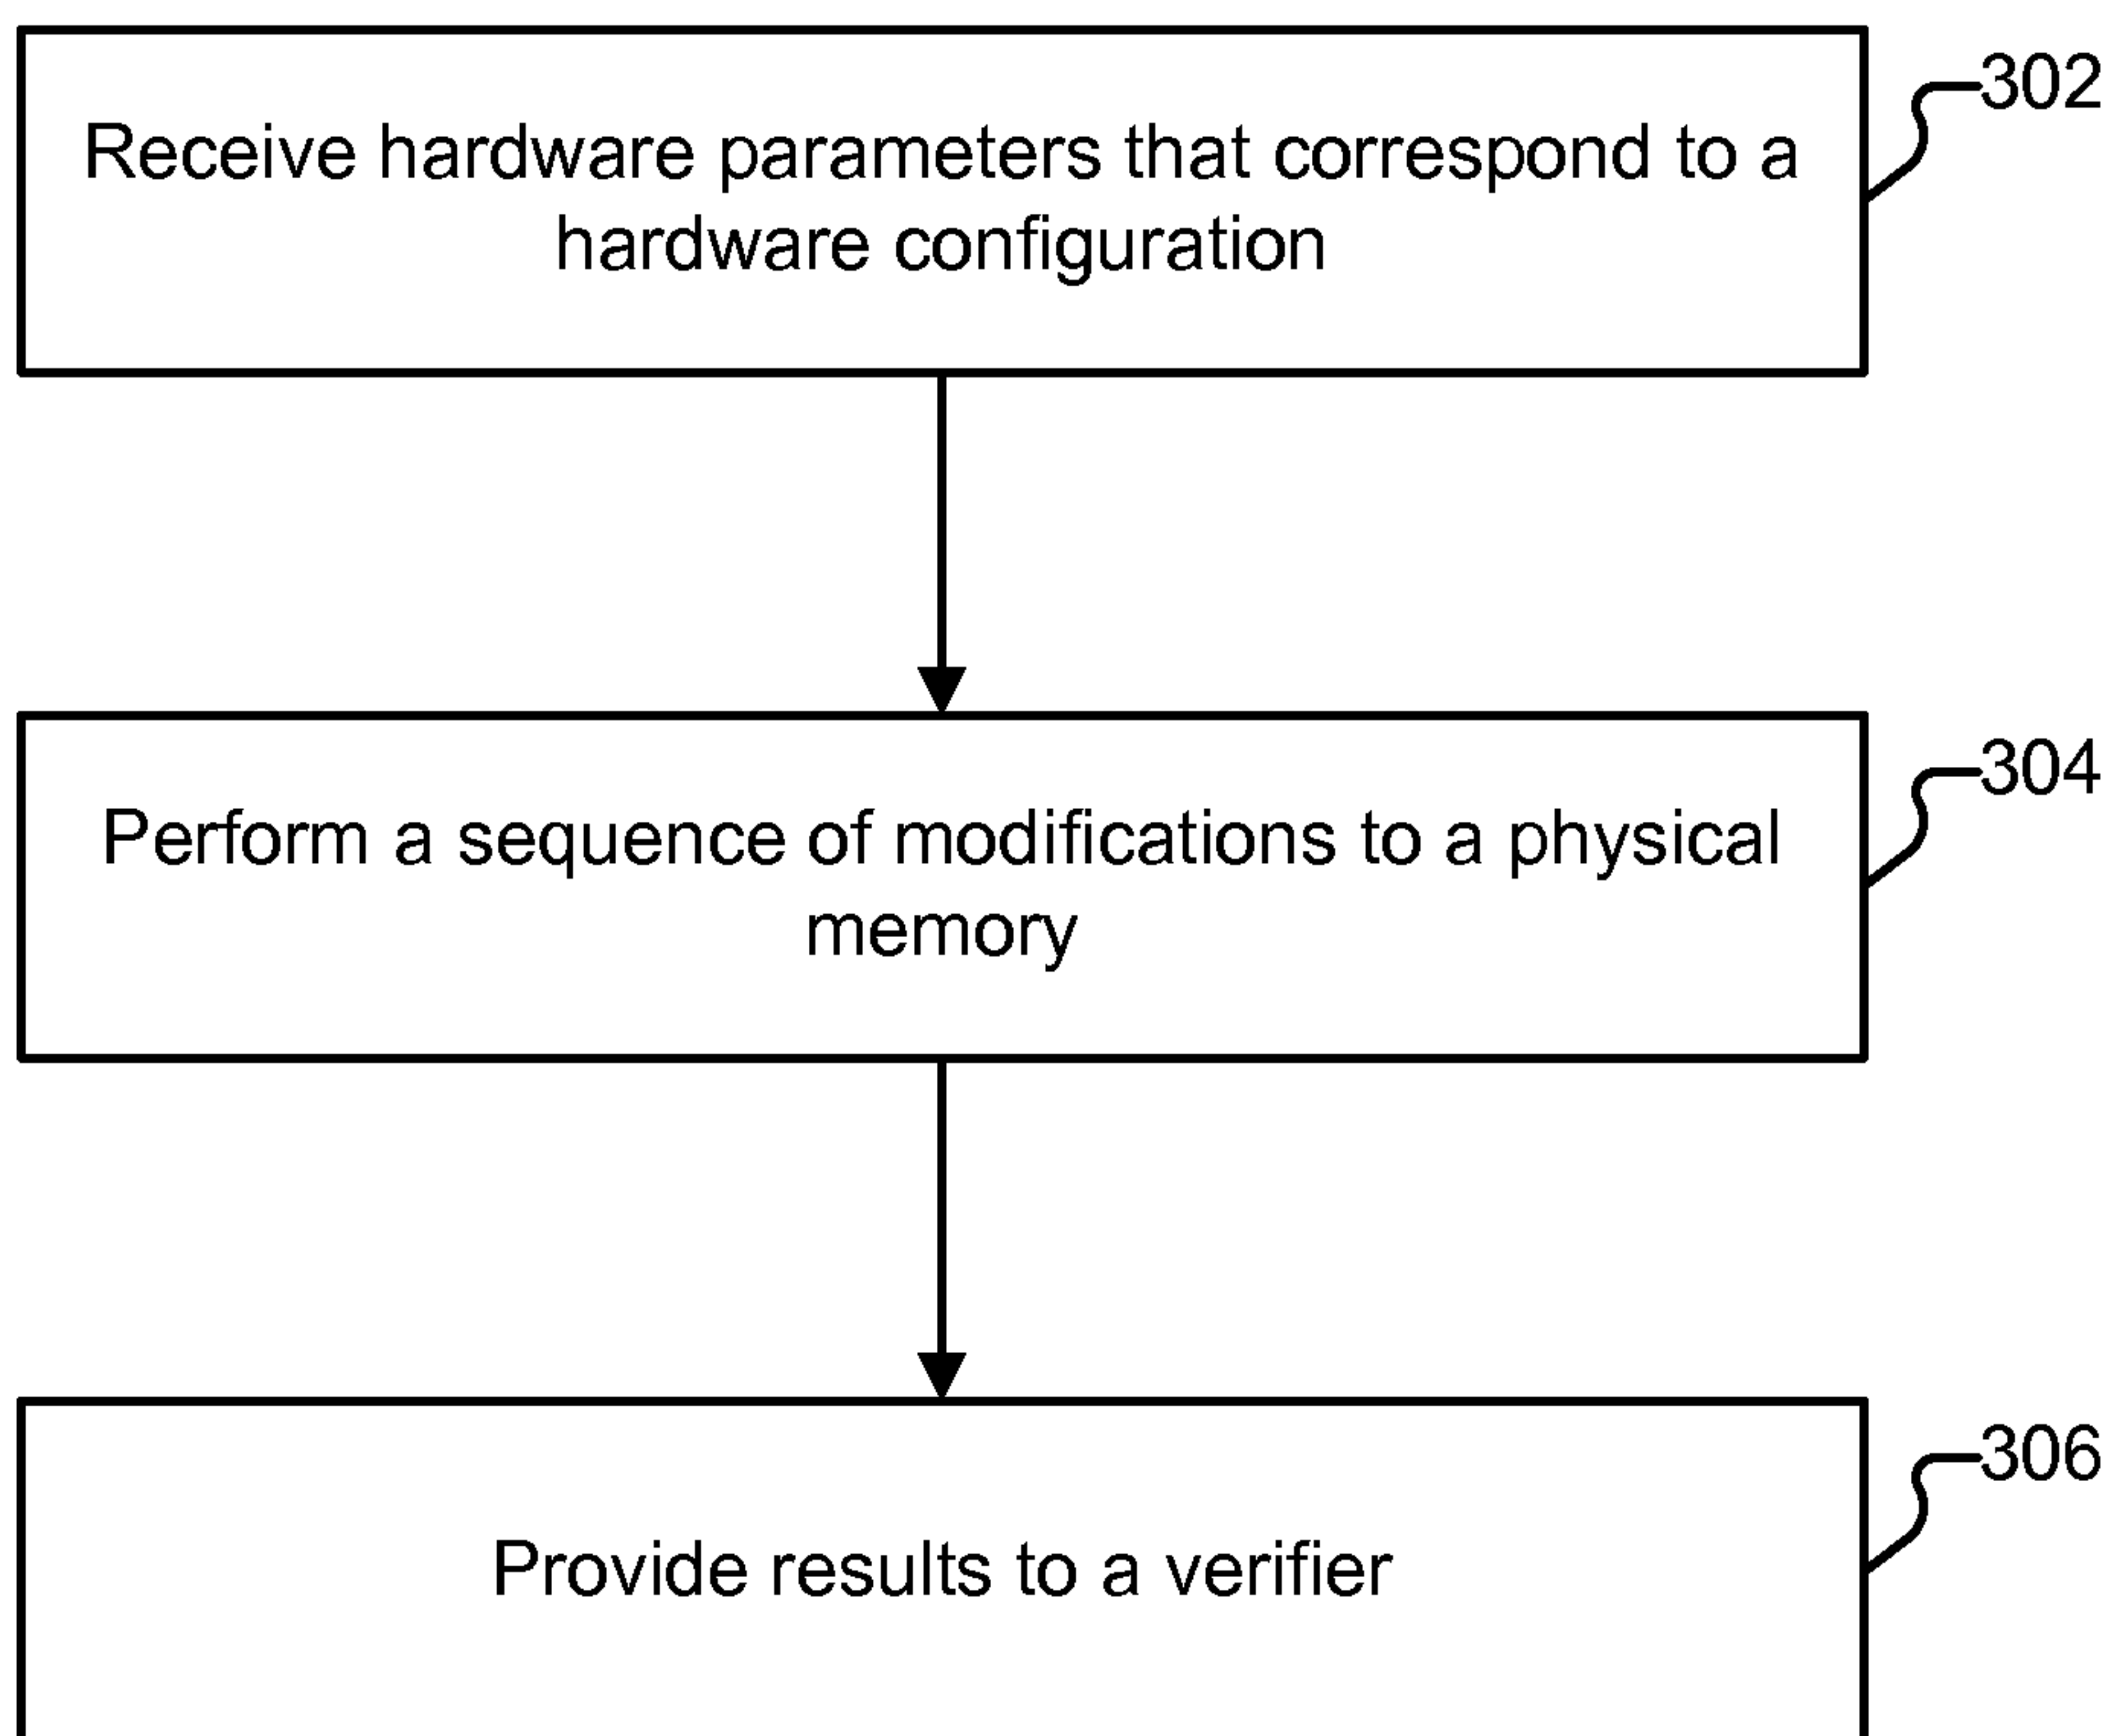 302
Receive hardware parameters that correspond to a
hardware configuration
304
Perform a sequence of modifications to a physical
memory
306
Provide results to a verifier